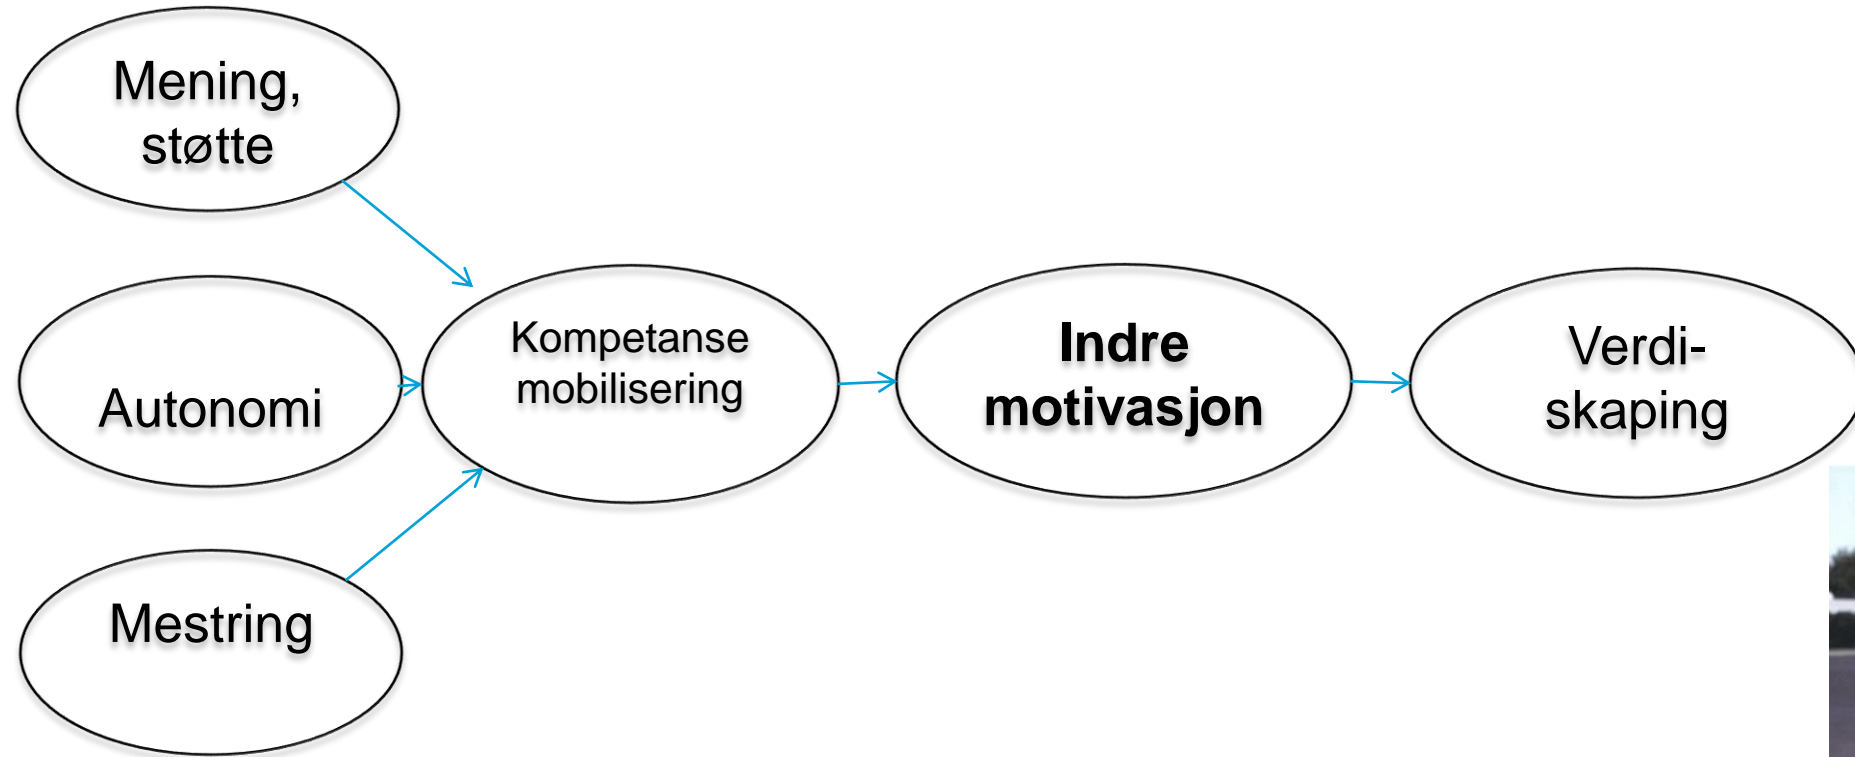 Mening,
støtte
Autonomi
Mestring
Kompetanse
mobilisering
Indre
motivasjon
Verdi-
skaping